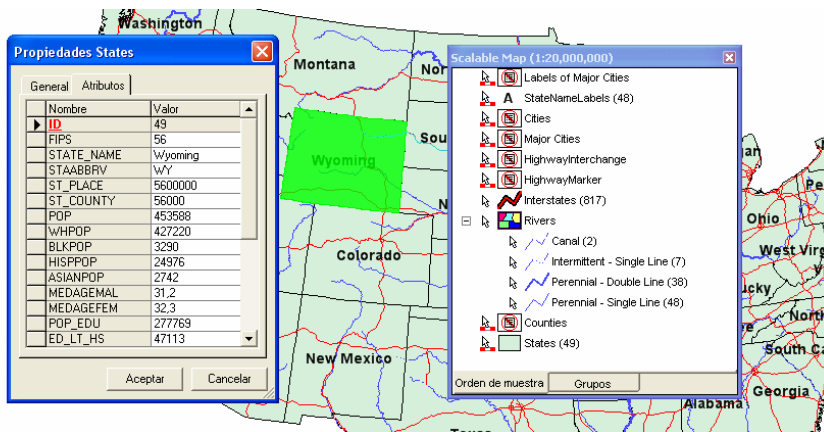 Washington
Montana
Nor
Wyoming
Sou
Colorado
New Mexico
Ohio
Pe
West Virg
Nort
South C
Alabama
Georgia
Propiedades States
General Atributos
Nombre Valor
ID 49
FIPS 56
STATE_NAME Wyoming
STAABBRV WY
ST_PLACE 5600000
ST_COUNTY 56000
POP 453588
WHPOP 427220
BLKPOP 3290
HISPPOP 24976
ASIANPOP 2742
MEDAGEMAL 31,2
MEDAGEFEM 32,3
POP_EDU 277769
ED_LT_HS 47113
Aceptar Cancelar
Scalable Map (1:20,000,000)
Labels of Major Cities
A StateNameLabels (48)
Cities
Major Cities
HighwayInterchange
HighwayMarker
Interstates (817)
Rivers
Canal (2)
Intermittent - Single Line (7)
Perennial - Double Line (38)
Perennial - Single Line (48)
Counties
States (49)
Orden de muestra Grupos